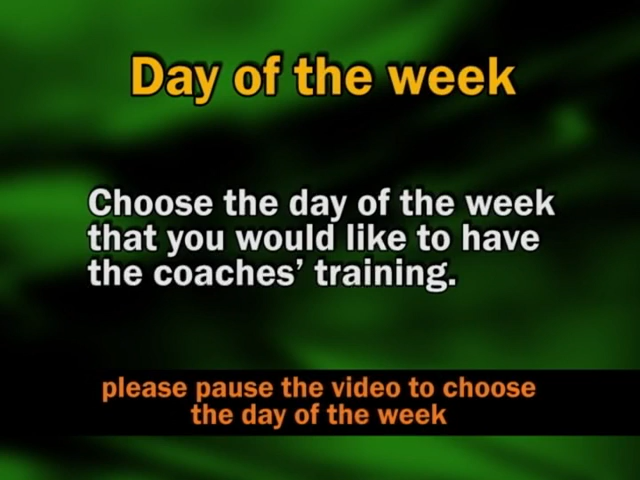 Day of the week
Choose the day of the week
that you would like to have
the coaches’ training.
please pause the video to choose
the day of the week